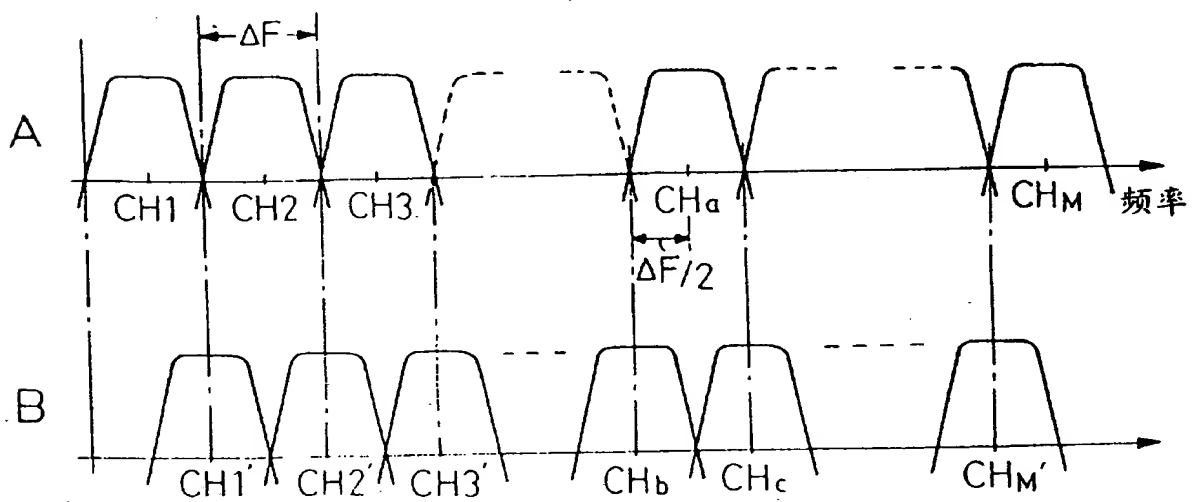 ΔF
A
CH1 CH2 CH3 CHa CHM 频率
ΔF/2
B
CH1' CH2' CH3' CHb CHc CHM'